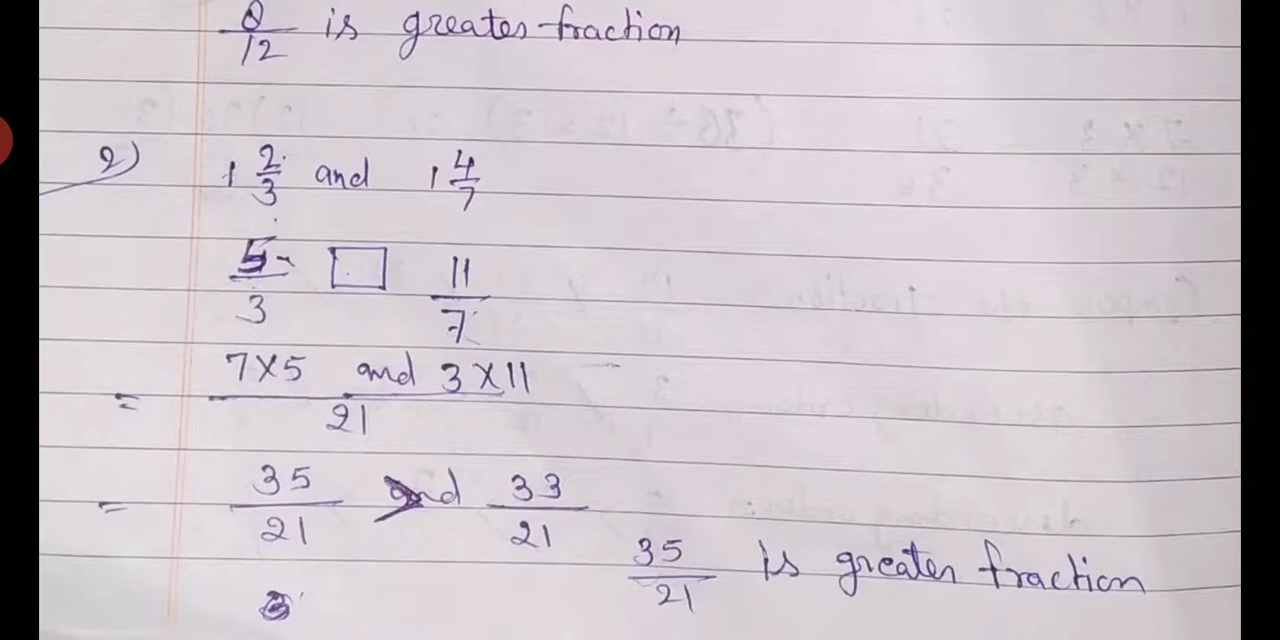 8/12 is greater fraction
2) 1 2/3 and 1 4/7
5/3 □ 11/7
= 7×5 and 3×11 / 21
= 35/21 and 33/21
35/21 is greater fraction